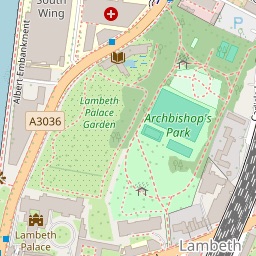 South
Wing
P
Albert Embankment
Lambeth
Palace
Garden
A3036
Archbishop's
Park
Lambeth
Palace
Lambeth